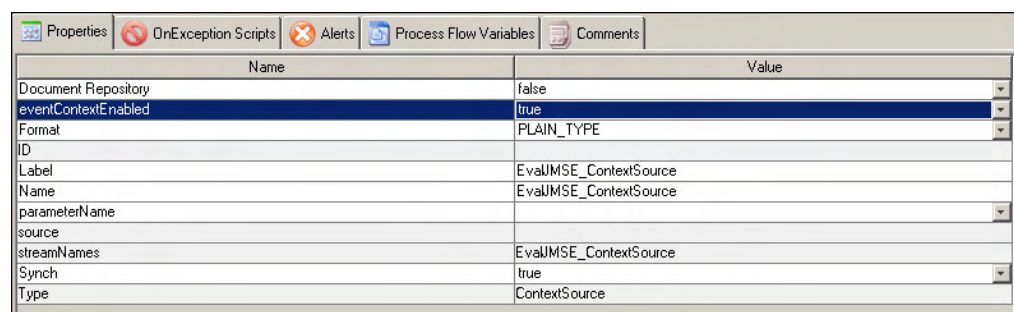 Properties OnException Scripts Alerts Process Flow Variables Comments
Name Value
Document Repository false
eventContextEnabled true
Format PLAIN_TYPE
ID
Label EvalJMSE_ContextSource
Name EvalJMSE_ContextSource
parameterName
source
streamNames EvalJMSE_ContextSource
Synch true
Type ContextSource